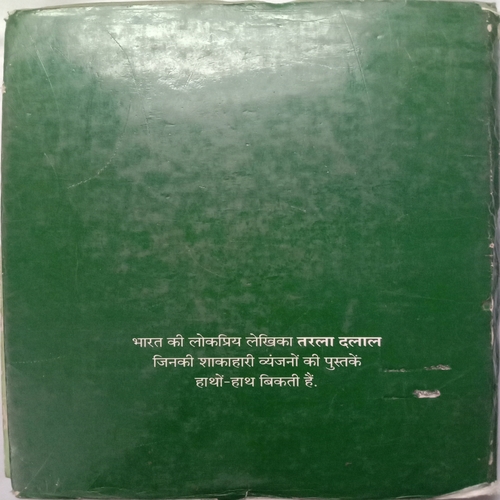 भारत की लोकप्रिय लेखिका तरला दलाल
जिनकी शाकाहारी व्यंजनों की पुस्तकें
हाथों-हाथ बिकती हैं.